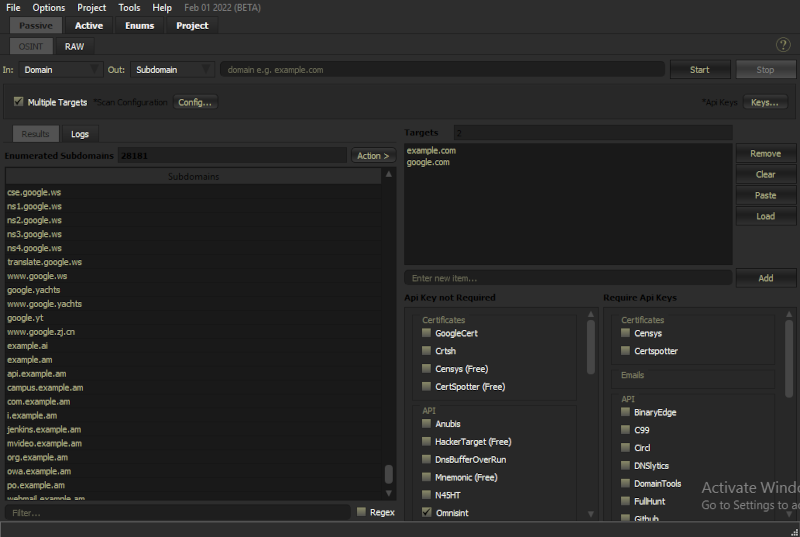 File Options Project Tools Help Feb 01 2022 (BETA)
Passive Active Enums Project
OSINT RAW ?
In: Domain Out: Subdomain domain e.g. example.com Start Stop
Multiple Targets *Scan Configuration Config... *Api Keys Keys...
Results Logs
Enumerated Subdomains 20101 Action >
Subdomains
cse.google.ws
ns1.google.ws
ns2.google.ws
ns3.google.ws
ns4.google.ws
translate.google.ws
www.google.ws
google.yachts
www.google.yachts
google.yt
www.google.zj.cn
example.ai
example.am
api.example.am
campus.example.am
com.example.am
i.example.am
jenkins.example.am
mvideo.example.am
org.example.am
owa.example.am
po.example.am
webmail.example.am
Filter... Regex
Targets 2
example.com
google.com
Remove
Clear
Paste
Load
Enter new item... Add
Api Key not Required
Certificates
GoogleCert
Crtsh
Censys (Free)
CertSpotter (Free)
API
Anubis
HackerTarget (Free)
DnsBufferOverRun
Mnemonic (Free)
N45HT
Omnisint
Require Api Keys
Certificates
Censys
Certspotter
Emails
API
BinaryEdge
C99
Circl
DNSlytics
DomainTools
FullHunt
Github
Activate Windo
Go to Settings to a